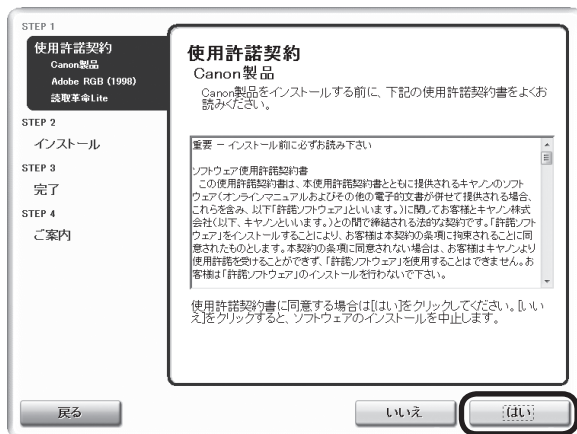 STEP 1
使用許諾契約
Canon製品
Adobe RGB (1998)
読取革命Lite
STEP 2
インストール
STEP 3
完了
STEP 4
ご案内
使用許諾契約
Canon製品
Canon製品をインストールする前に、下記の使用許諾契約書をよくお
読みください。
重要 － インストール前に必ずお読み下さい
ソフトウェア使用許諾契約書
この使用許諾契約書は、本使用許諾契約書とともに提供されるキヤノンのソフト
ウェア(オンラインマニュアルおよびその他の電子的文書が併せて提供される場合、
これらを含み、以下「許諾ソフトウェア」といいます。)に関してお客様とキヤノン株式
会社(以下、キヤノンといいます。)との間で締結される法的な契約です。「許諾ソフト
ウェア」をインストールすることにより、お客様は本契約の条項に拘束されることに同
意されたものとします。本契約の条項に同意されない場合は、お客様はキヤノンより
使用許諾を受けることができず、「許諾ソフトウェア」を使用することはできません。お
客様は「許諾ソフトウェア」のインストールを行わないで下さい。
使用許諾契約書に同意する場合は[はい]をクリックしてください。[いい
え]をクリックすると、ソフトウェアのインストールを中止します。
戻る
いいえ
はい